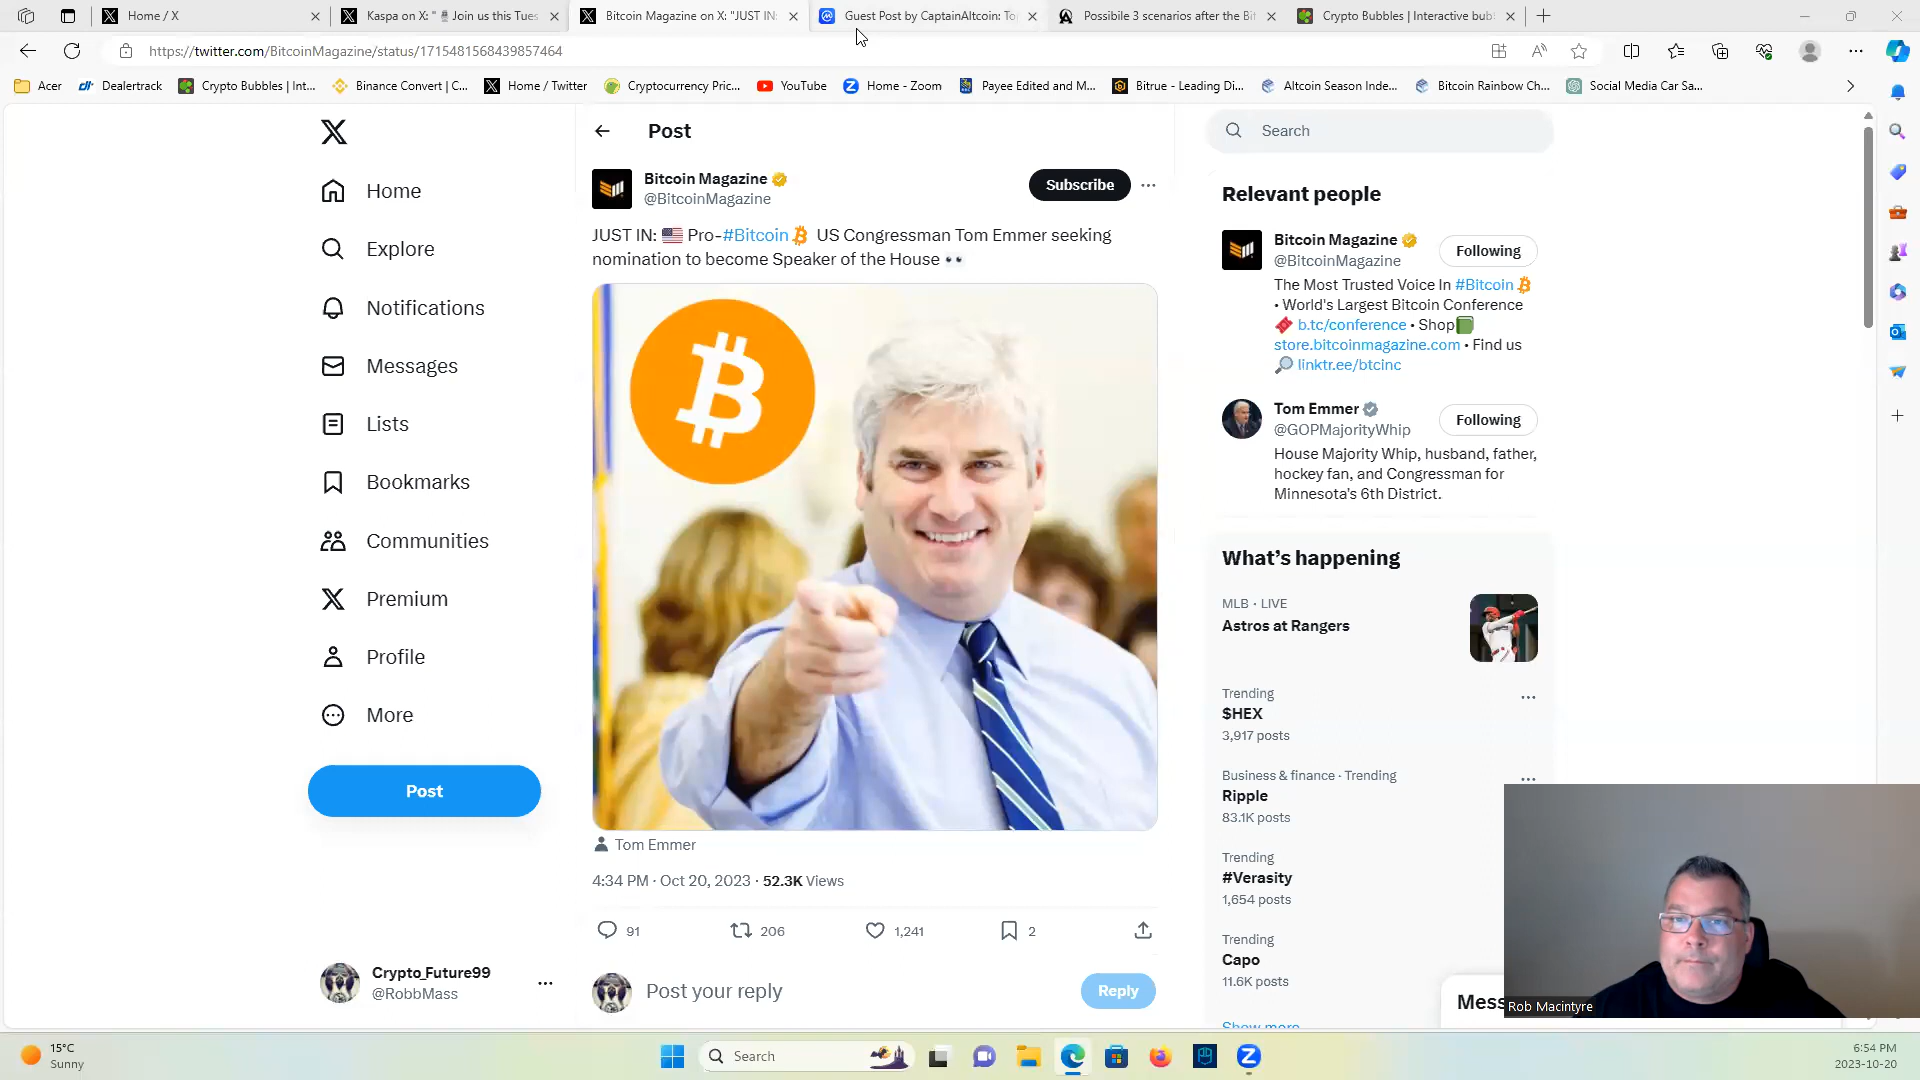 Home / X
Kaspa on X: " Join us this Tues
Bitcoin Magazine on X: "JUST IN:
Guest Post by CaptainAltcoin: To
Possibile 3 scenarios after the Bi
Crypto Bubbles | Interactive bub
https://twitter.com/BitcoinMagazine/status/1715481568439857464
Acer
Dealertrack
Crypto Bubbles | Int...
Binance Convert | C...
Home / Twitter
Cryptocurrency Pric...
YouTube
Home - Zoom
Payee Edited and M...
Bitrue - Leading Di...
Altcoin Season Inde...
Bitcoin Rainbow Ch...
Social Media Car Sa...
Home
Explore
Notifications
Messages
Lists
Bookmarks
Communities
Premium
Profile
More
Post
Crypto_Future99
@RobbMass
Post
Bitcoin Magazine
@BitcoinMagazine
Subscribe
JUST IN: 🇺🇸 Pro-#Bitcoin US Congressman Tom Emmer seeking
nomination to become Speaker of the House 👀
Tom Emmer
4:34 PM · Oct 20, 2023 · 52.3K Views
91
206
1,241
2
Post your reply
Reply
Search
Relevant people
Bitcoin Magazine
@BitcoinMagazine
Following
The Most Trusted Voice In #Bitcoin
• World's Largest Bitcoin Conference
🎟 b.tc/conference • Shop📗
store.bitcoinmagazine.com • Find us
🔎 linktr.ee/btcinc
Tom Emmer
@GOPMajorityWhip
Following
House Majority Whip, husband, father,
hockey fan, and Congressman for
Minnesota's 6th District.
What's happening
MLB · LIVE
Astros at Rangers
Trending
$HEX
3,917 posts
Business & finance · Trending
Ripple
83.1K posts
Trending
#Verasity
1,654 posts
Trending
Capo
11.6K posts
Show more
Mess
Rob Macintyre
15°C
Sunny
Search
6:54 PM
2023-10-20